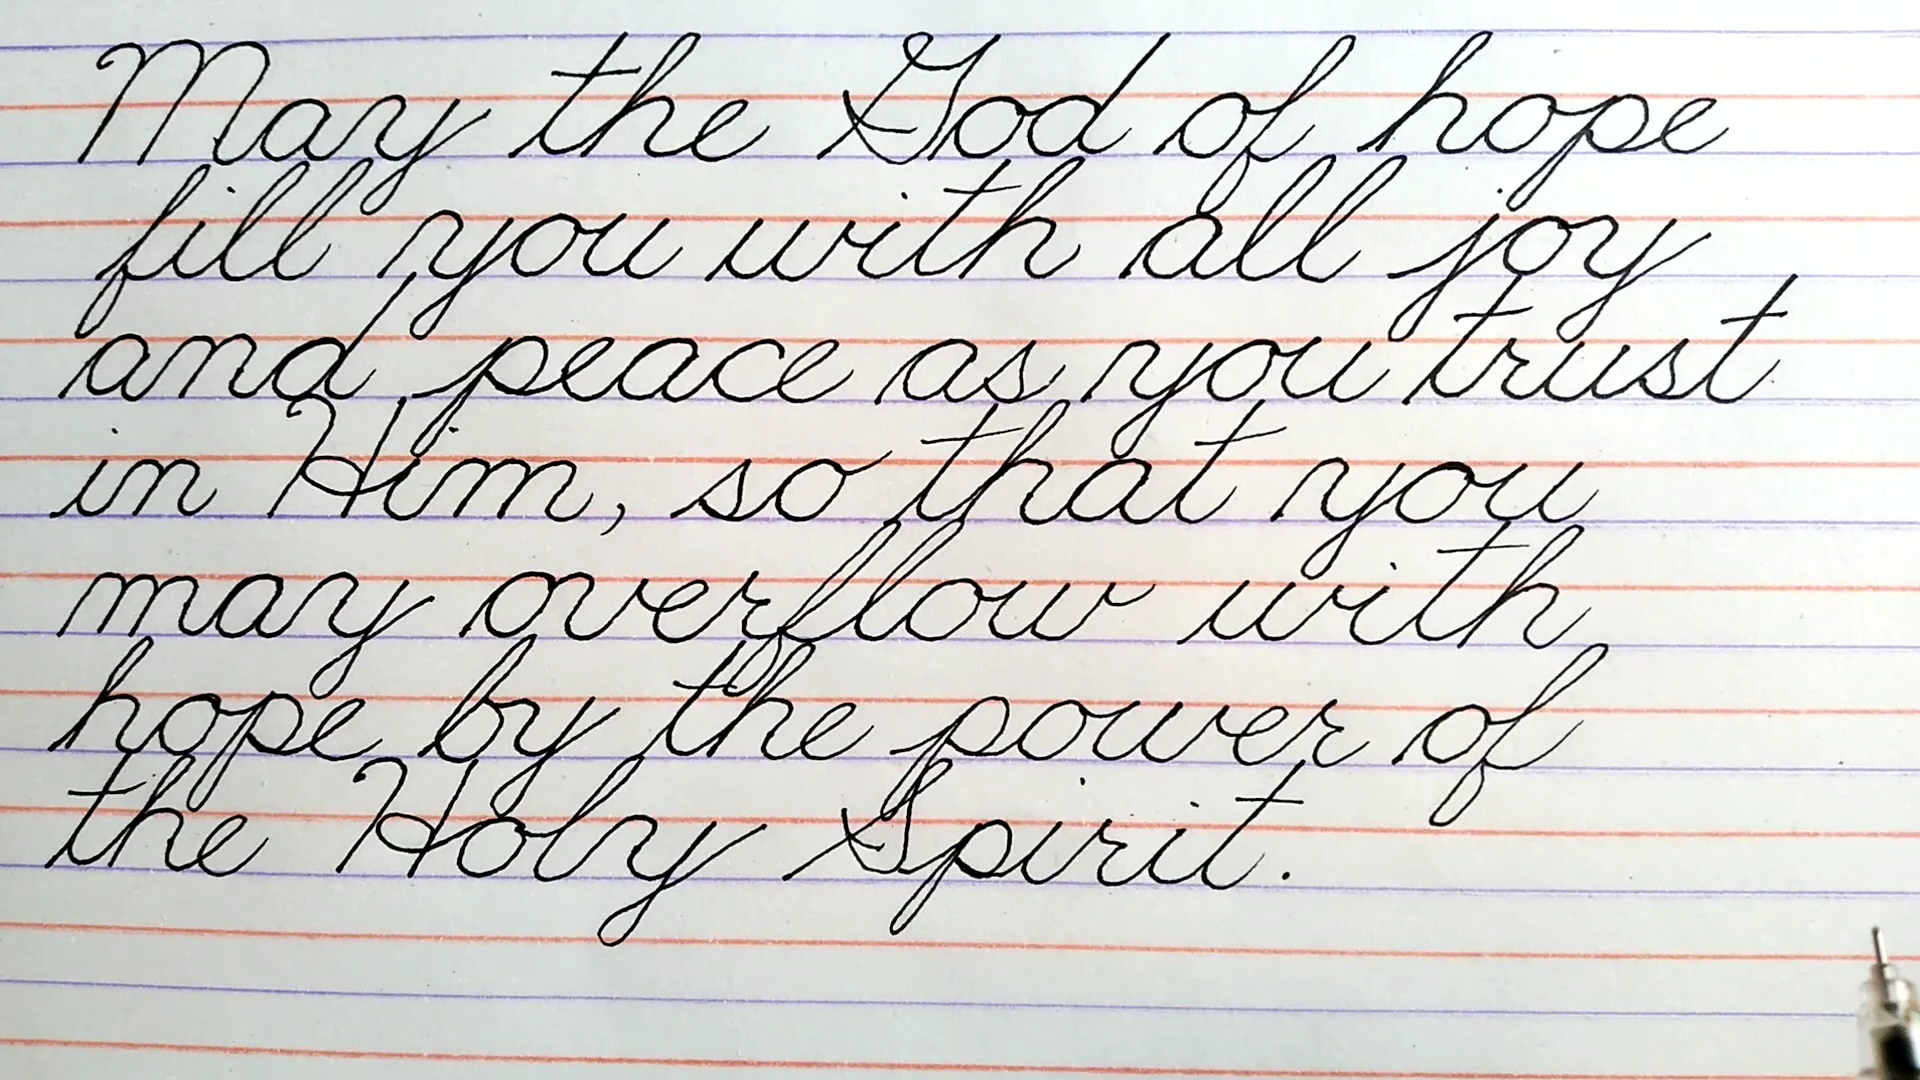 May the God of hope
fill you with all joy
and peace as you trust
in Him, so that you
may overflow with
hope by the power of
the Holy Spirit.